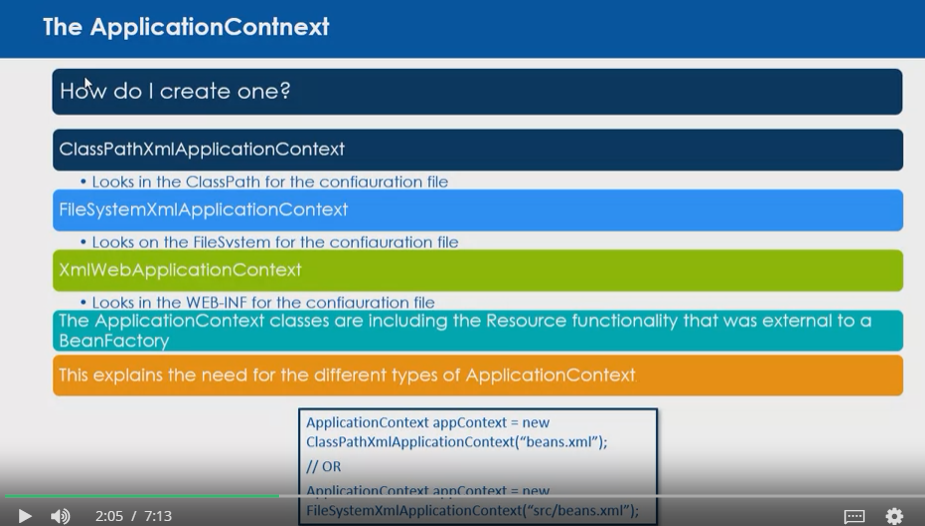 The ApplicationContnext
How do I create one?
ClassPathXmlApplicationContext
• Looks in the ClassPath for the configuration file
FileSystemXmlApplicationContext
• Looks on the FileSystem for the configuration file
XmlWebApplicationContext
• Looks in the WEB-INF for the configuration file
The ApplicationContext classes are including the Resource functionality that was external to a
BeanFactory
This explains the need for the different types of ApplicationContext
ApplicationContext appContext = new
ClassPathXmlApplicationContext(“beans.xml”);
// OR
ApplicationContext appContext = new
FileSystemXmlApplicationContext(“src/beans.xml”);
2:05 / 7:13